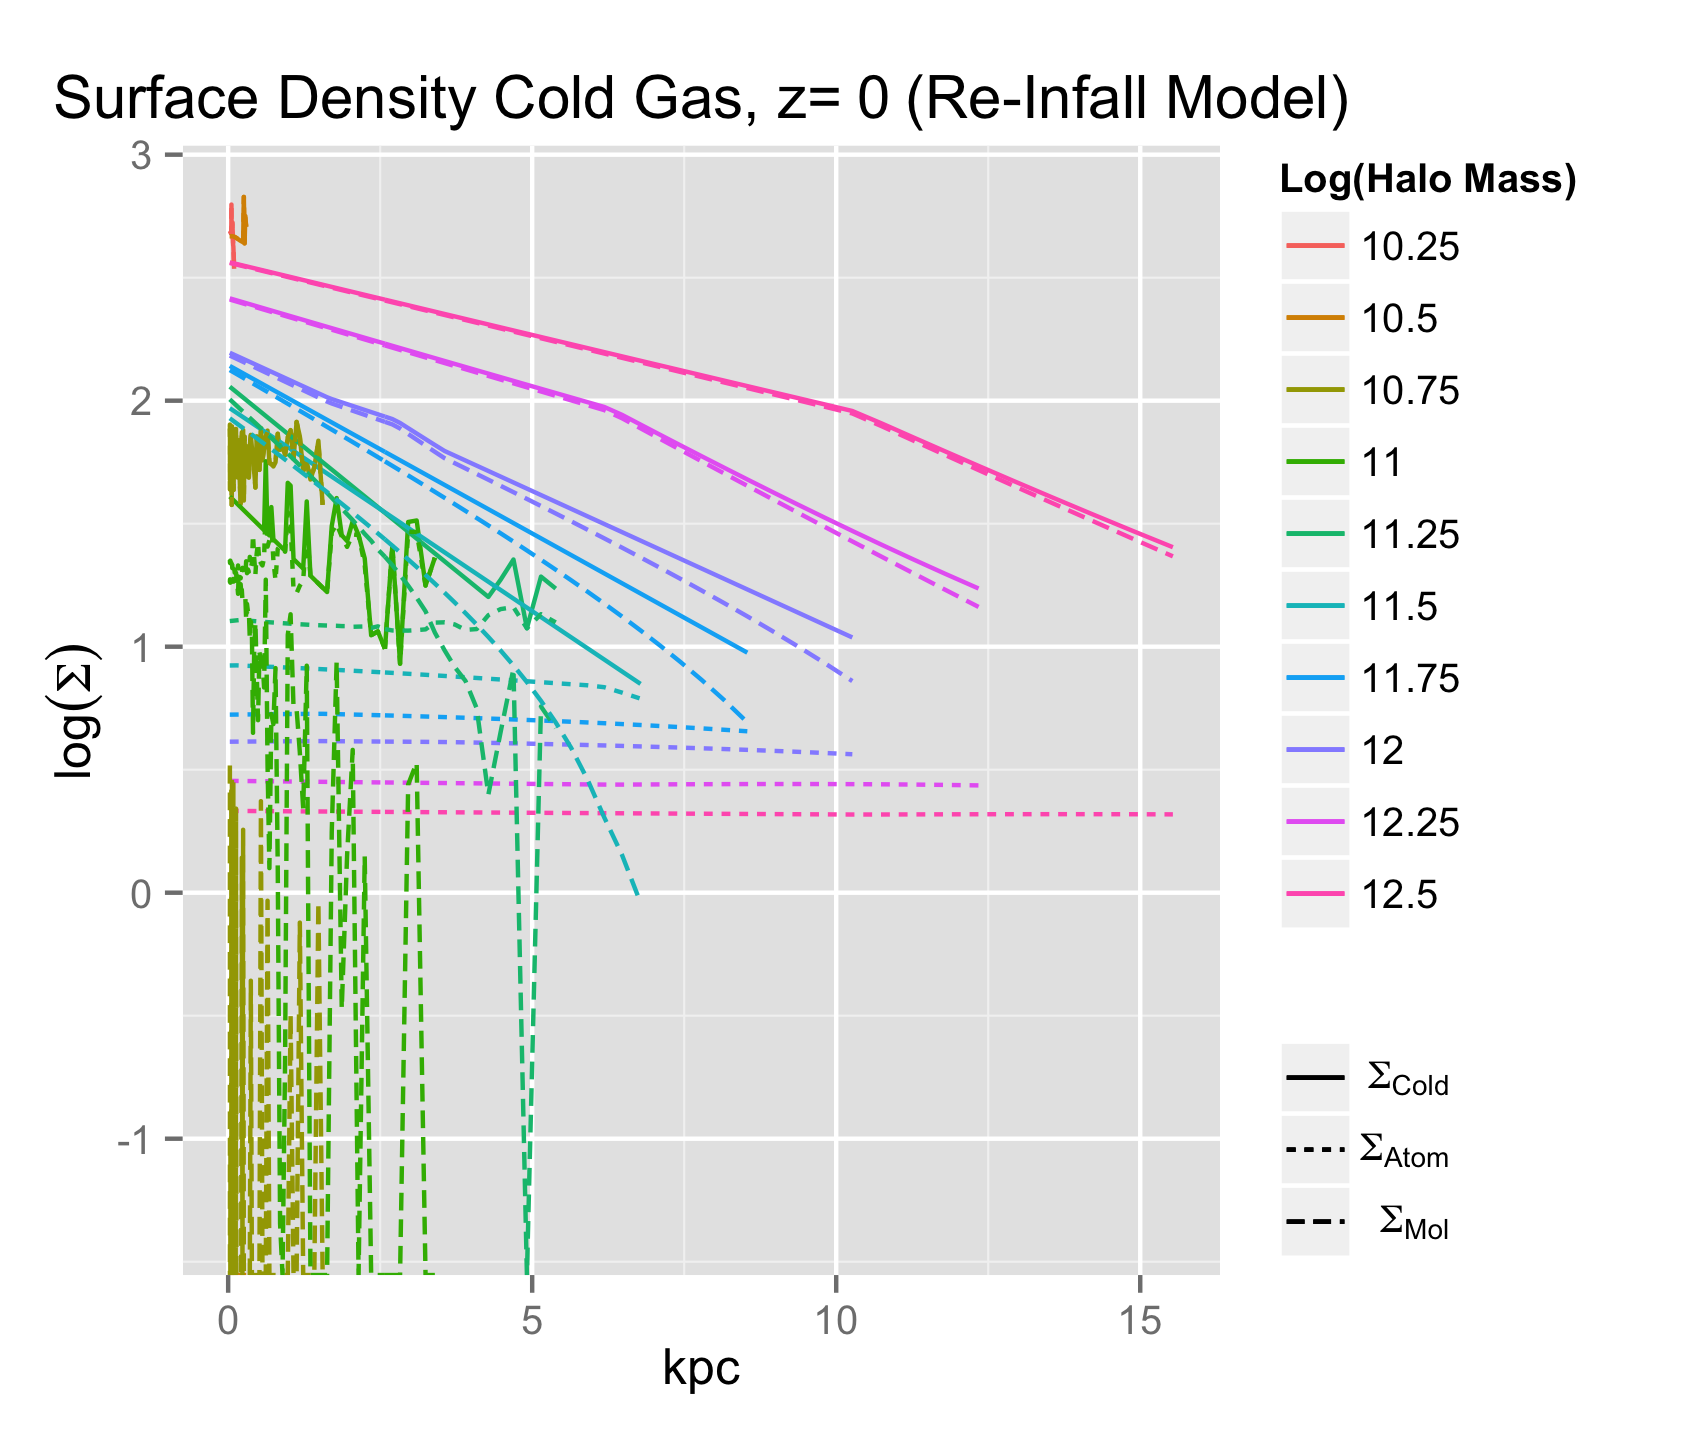 Surface Density Cold Gas, z= 0 (Re-Infall Model)
3
2
1
0
-1
log(Σ)
0 5 10 15
kpc
Log(Halo Mass)
10.25
10.5
10.75
11
11.25
11.5
11.75
12
12.25
12.5
ΣCold
ΣAtom
ΣMol